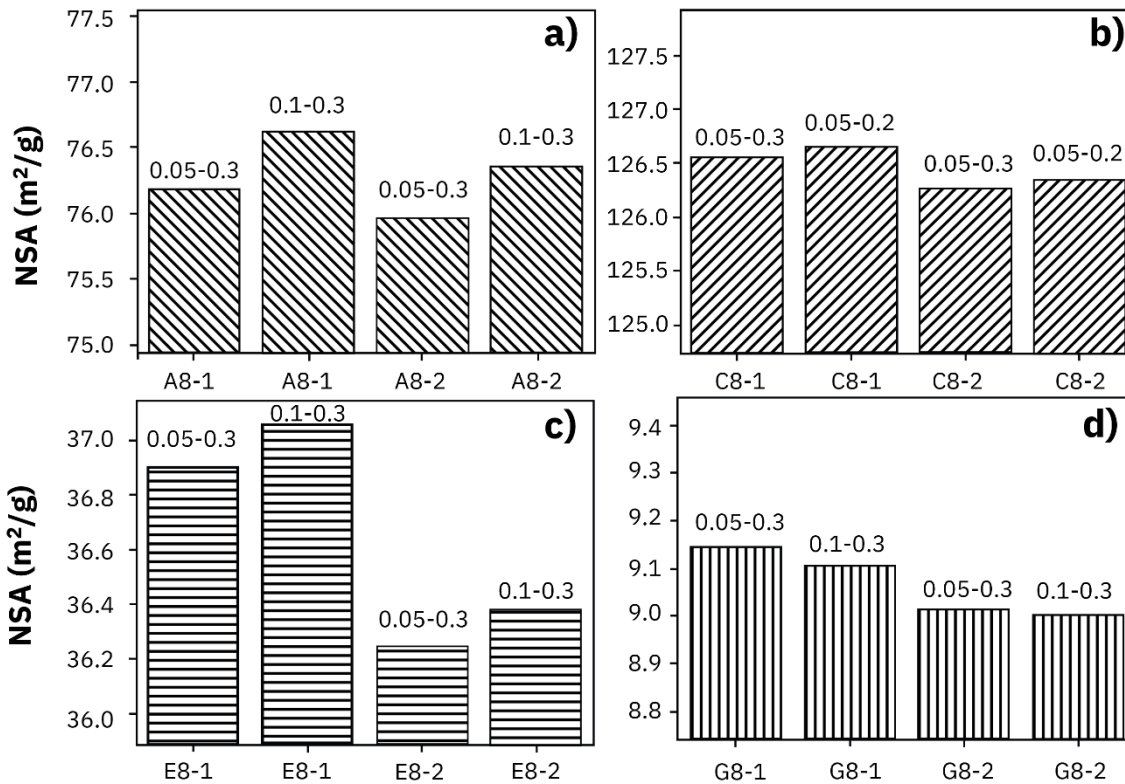 a)
NSA (m²/g)
77.5
77.0
76.5
76.0
75.5
75.0
0.05-0.3
0.1-0.3
0.05-0.3
0.1-0.3
A8-1
A8-1
A8-2
A8-2
b)
127.5
127.0
126.5
126.0
125.5
125.0
0.05-0.3
0.05-0.2
0.05-0.3
0.05-0.2
C8-1
C8-1
C8-2
C8-2
c)
NSA (m²/g)
37.0
36.8
36.6
36.4
36.2
36.0
0.05-0.3
0.1-0.3
0.05-0.3
0.1-0.3
E8-1
E8-1
E8-2
E8-2
d)
9.4
9.3
9.2
9.1
9.0
8.9
8.8
0.05-0.3
0.1-0.3
0.05-0.3
0.1-0.3
G8-1
G8-1
G8-2
G8-2